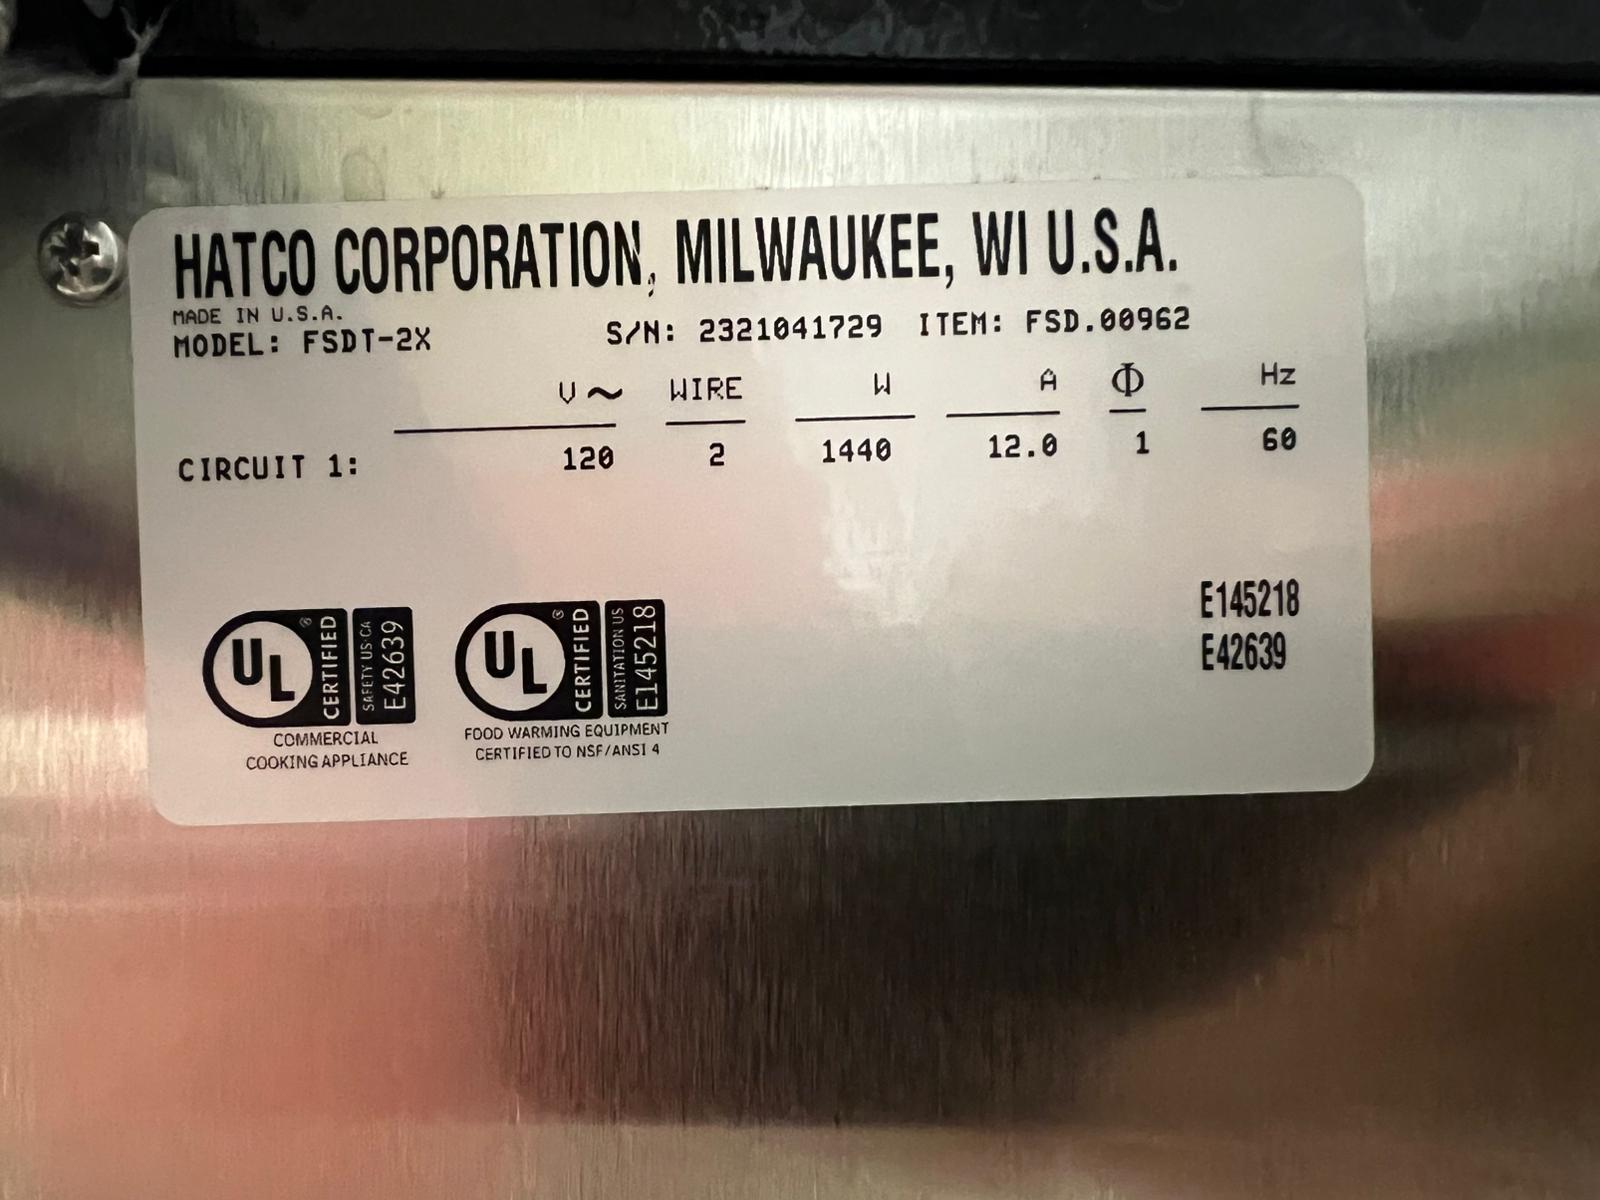 HATCO CORPORATION, MILWAUKEE, WI U.S.A.
MADE IN U.S.A.
MODEL: FSDT-2X S/N: 2321041729 ITEM: FSD.00962
V ~ WIRE W A Φ Hz
CIRCUIT 1: 120 2 1440 12.0 1 60
E145218
E42639
UL ® CERTIFIED SAFETY US·CA E42639
COMMERCIAL
COOKING APPLIANCE
UL ® CERTIFIED SANITATION US E145218
FOOD WARMING EQUIPMENT
CERTIFIED TO NSF/ANSI 4